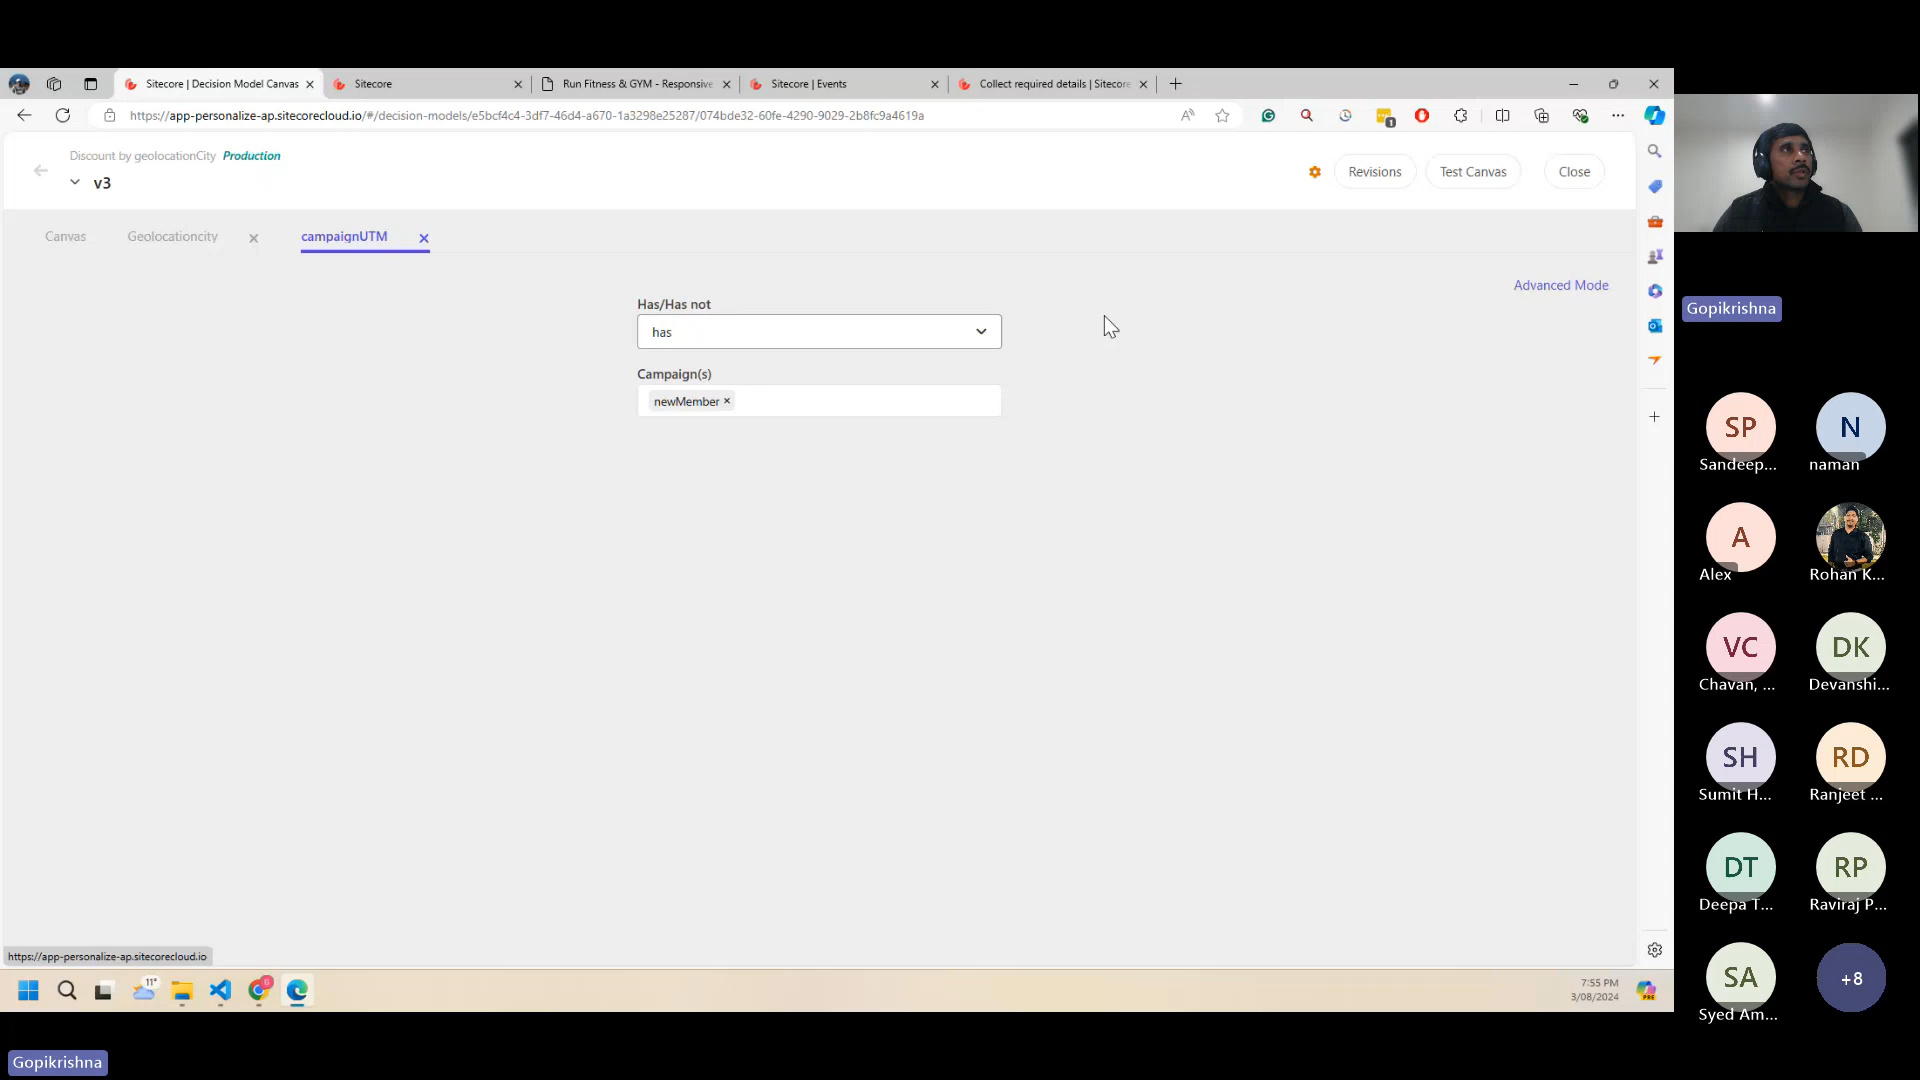 Sitecore | Decision Model Canvas
Sitecore
Run Fitness & GYM - Responsive
Sitecore | Events
Collect required details | Sitecore
https://app-personalize-ap.sitecorecloud.io/#/decision-models/e5bcf4c4-3df7-46d4-a670-1a3298e25287/074bde32-60fe-4290-9029-2b8fc9a4619a
1
Discount by geolocationCity Production
v3
Revisions
Test Canvas
Close
Canvas
Geolocationcity
campaignUTM
Advanced Mode
Has/Has not
has
Campaign(s)
newMember
https://app-personalize-ap.sitecorecloud.io
11°
6
7:55 PM
3/08/2024
PRE
Gopikrishna
Gopikrishna
SP
N
Sandeep...
naman
A
Alex
Rohan K...
VC
DK
Chavan, ...
Devanshi...
SH
RD
Sumit H...
Ranjeet ...
DT
RP
Deepa T...
Raviraj P...
SA
+8
Syed Am...